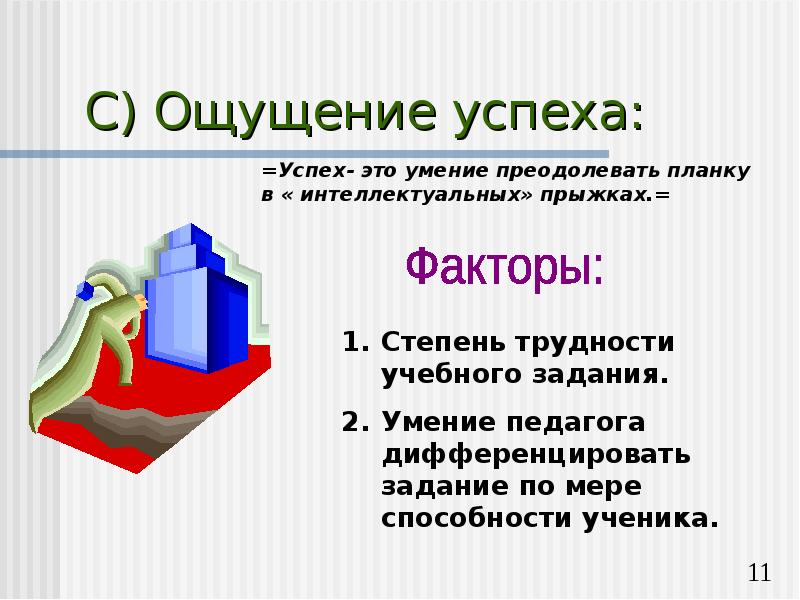 С) Ощущение успеха:
=Успех- это умение преодолевать планку
в « интеллектуальных» прыжках.=
Факторы:
1. Степень трудности
учебного задания.
2. Умение педагога
дифференцировать
задание по мере
способности ученика.
11